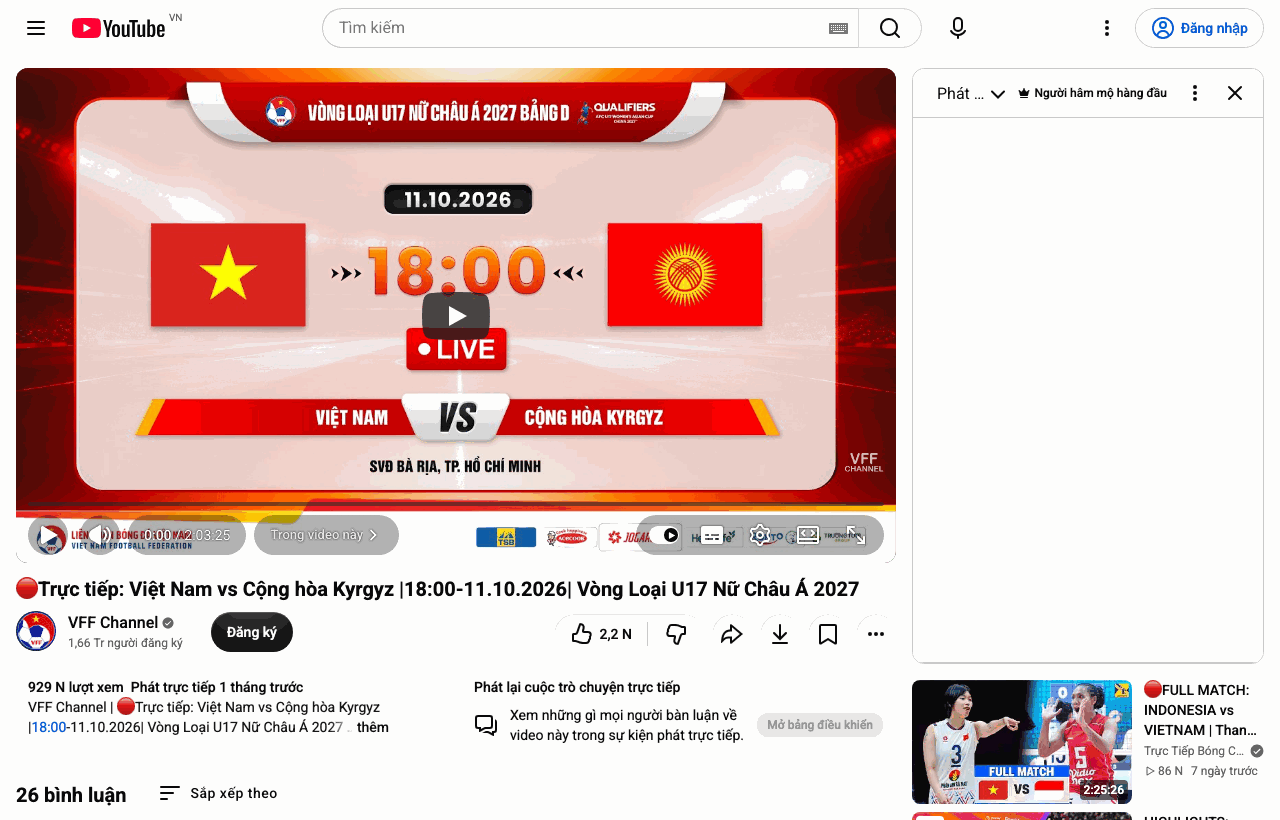 YouTube VN
Tìm kiếm
Đăng nhập
VÒNG LOẠI U17 NỮ CHÂU Á 2027 BẢNG D
QUALIFIERS
11.10.2026
18:00
LIVE
VIỆT NAM VS CỘNG HÒA KYRGYZ
SVĐ BÀ RỊA, TP. HỒ CHÍ MINH
VFF
CHANNEL
0:00 / 2:03:25
Trong video này
VIET NAM FOOTBALL FEDERATION
TSB
ACECOOK
Phát ...
Người hâm mộ hàng đầu
🔴Trực tiếp: Việt Nam vs Cộng hòa Kyrgyz |18:00-11.10.2026| Vòng Loại U17 Nữ Châu Á 2027
VFF Channel
1,66 Tr người đăng ký
Đăng ký
2,2 N
929 N lượt xem Phát trực tiếp 1 tháng trước
VFF Channel | 🔴Trực tiếp: Việt Nam vs Cộng hòa Kyrgyz
|18:00-11.10.2026| Vòng Loại U17 Nữ Châu Á 2027 ... thêm
Phát lại cuộc trò chuyện trực tiếp
Xem những gì mọi người bàn luận về
video này trong sự kiện phát trực tiếp.
Mở bảng điều khiển
26 bình luận
Sắp xếp theo
3
5
FULL MATCH
VS
2:25:26
🔴FULL MATCH:
INDONESIA vs
VIETNAM | Than...
Trực Tiếp Bóng C...
86 N 7 ngày trước
HIGHLIGHTS: